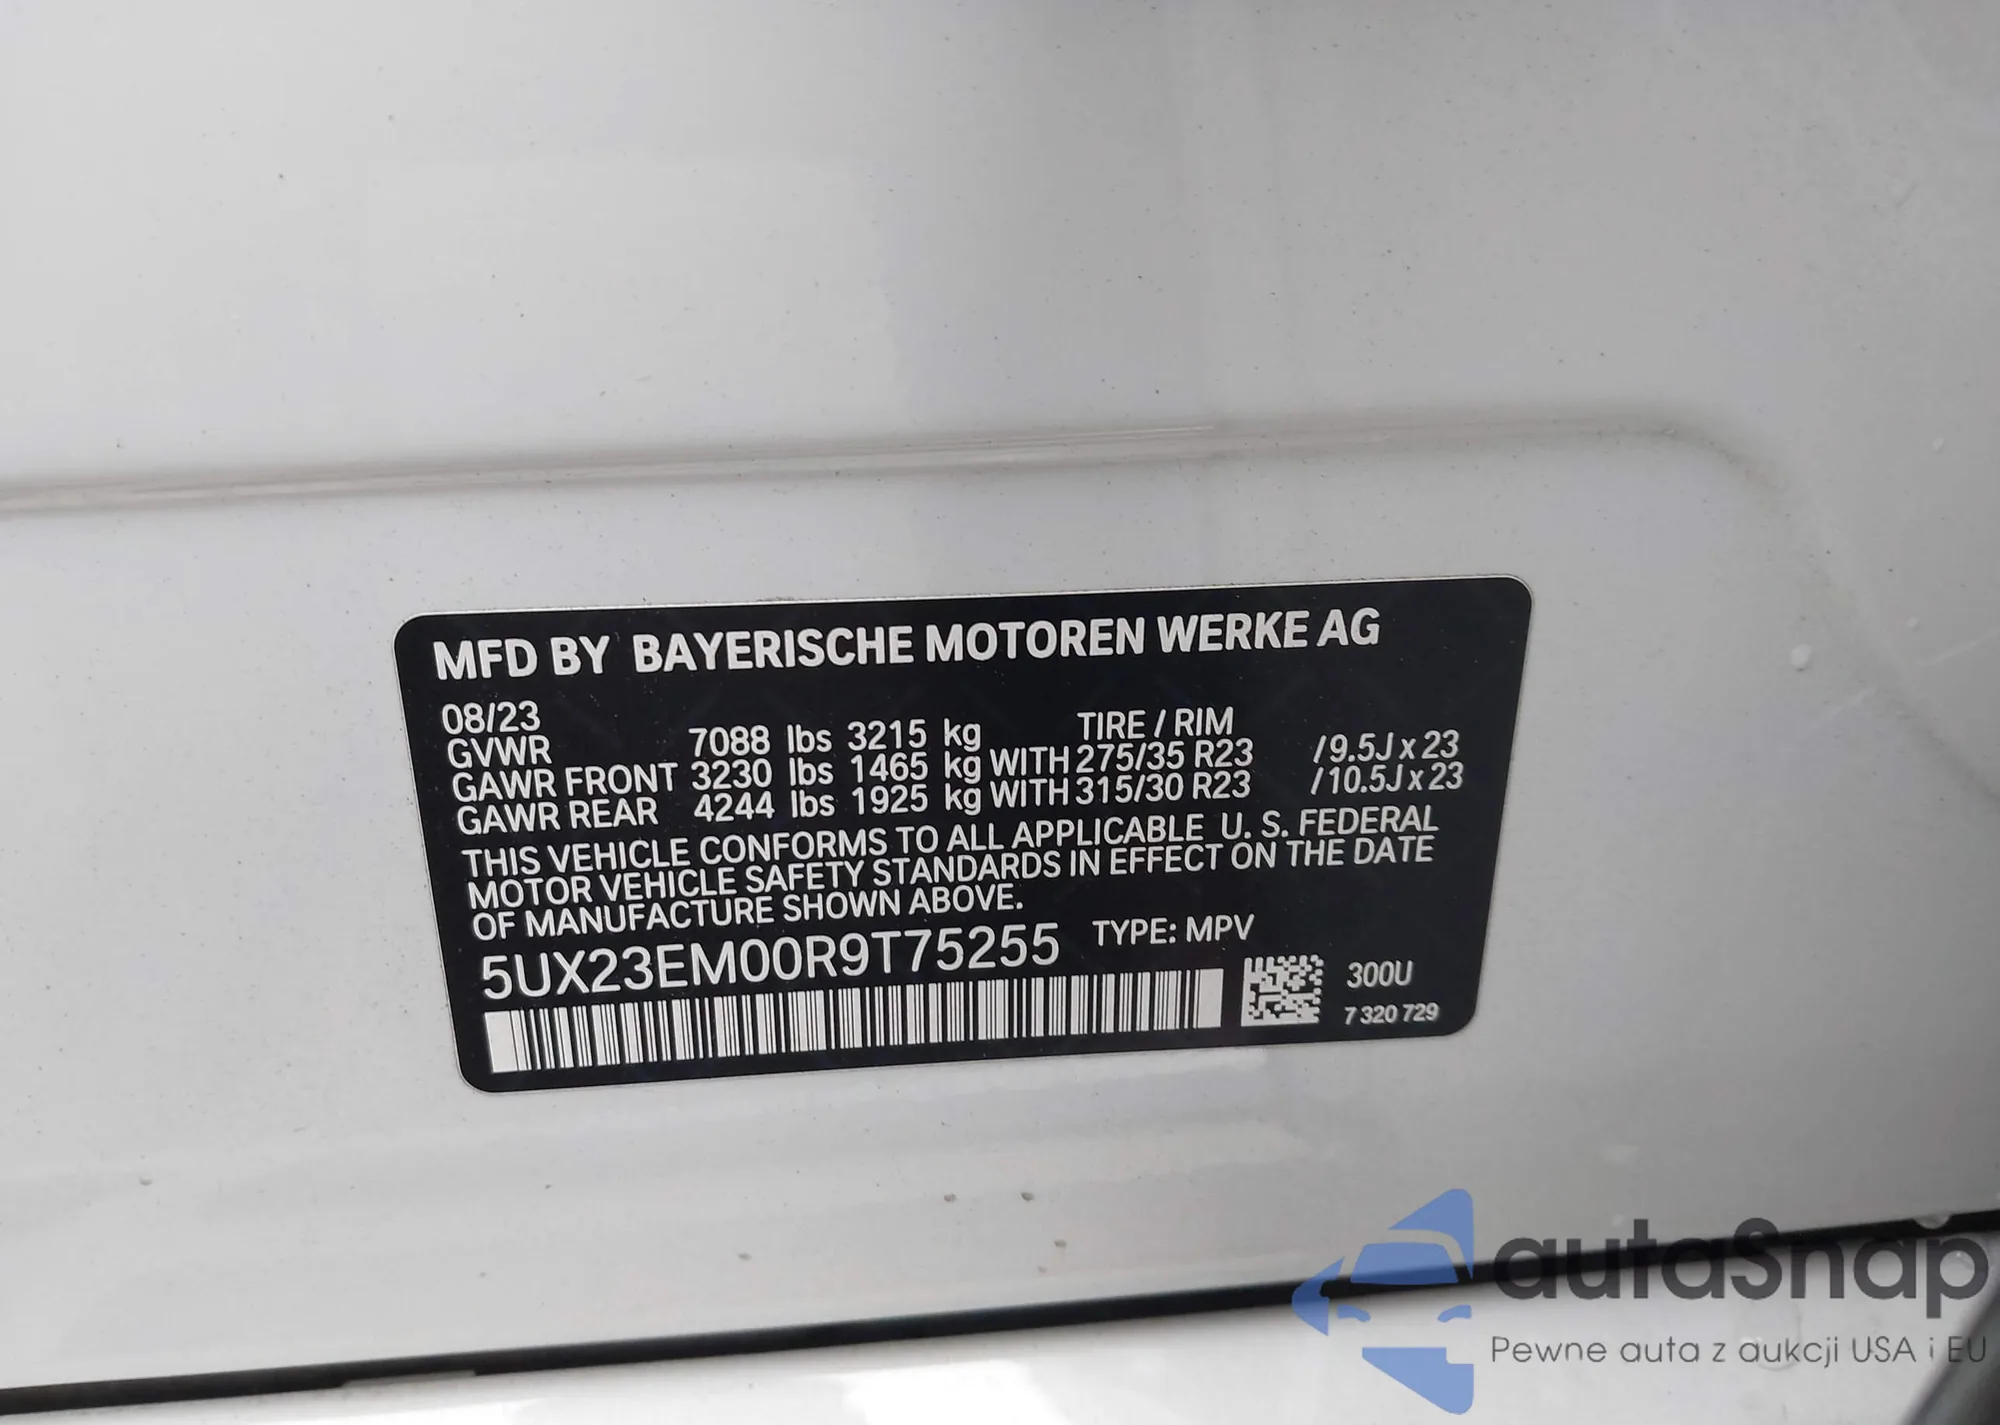 MFD BY BAYERISCHE MOTOREN WERKE AG
08/23
GVWR 7088 lbs 3215 kg TIRE / RIM
GAWR FRONT 3230 lbs 1465 kg WITH 275/35 R23 /9.5J x 23
GAWR REAR 4244 lbs 1925 kg WITH 315/30 R23 /10.5J x 23
THIS VEHICLE CONFORMS TO ALL APPLICABLE U. S. FEDERAL
MOTOR VEHICLE SAFETY STANDARDS IN EFFECT ON THE DATE
OF MANUFACTURE SHOWN ABOVE.
5UX23EM00R9T75255 TYPE: MPV
300U
7 320 729
autaSnap
Pewne auta z aukcji USA i EU